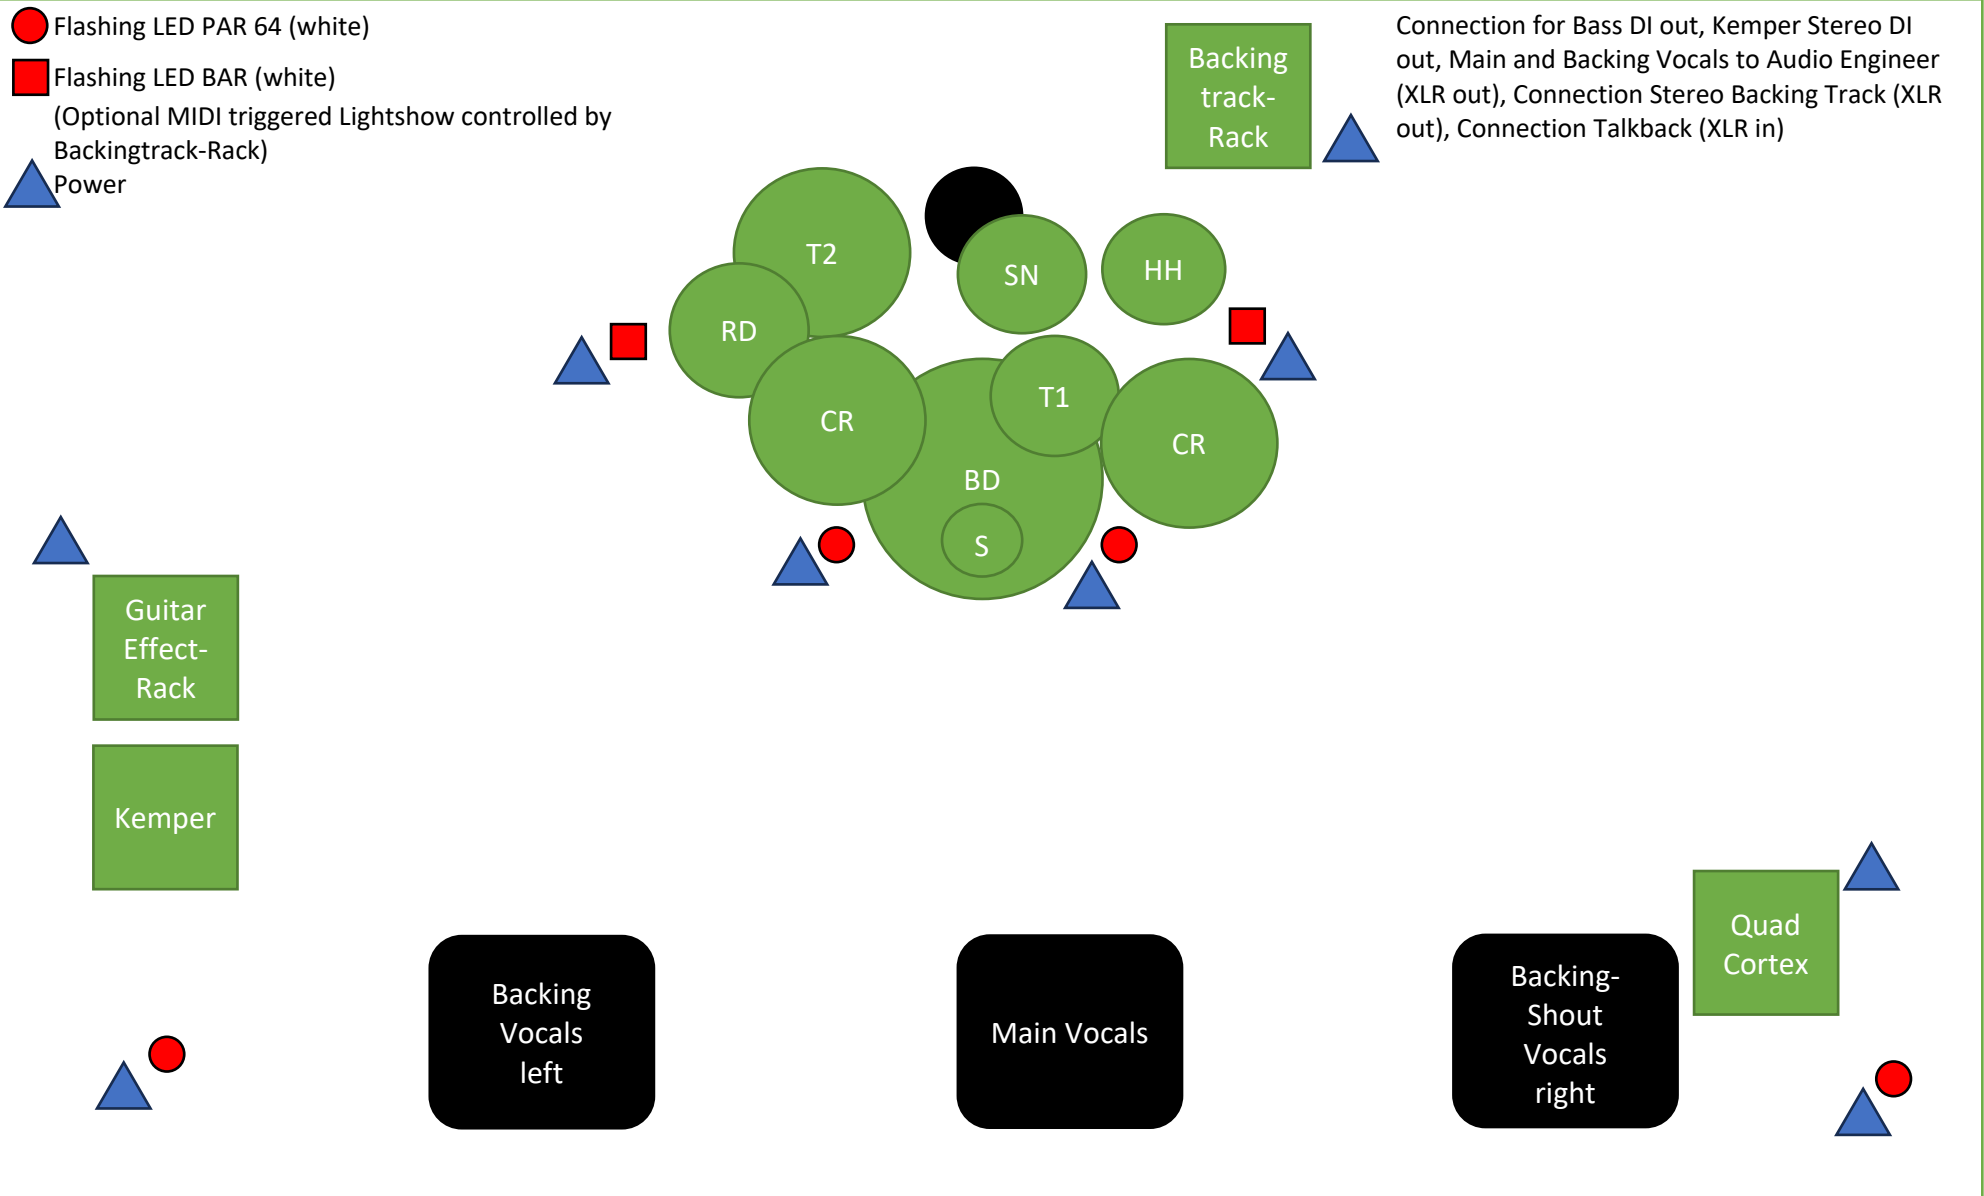 Flashing LED PAR 64 (white)
Flashing LED BAR (white)
(Optional MIDI triggered Lightshow controlled by
Backingtrack-Rack)
Power
Backing
track-
Rack
Connection for Bass DI out, Kemper Stereo DI
out, Main and Backing Vocals to Audio Engineer
(XLR out), Connection Stereo Backing Track (XLR
out), Connection Talkback (XLR in)
T2
SN
HH
RD
CR
T1
CR
BD
S
Guitar
Effect-
Rack
Kemper
Quad
Cortex
Backing
Vocals
left
Main Vocals
Backing-
Shout
Vocals
right